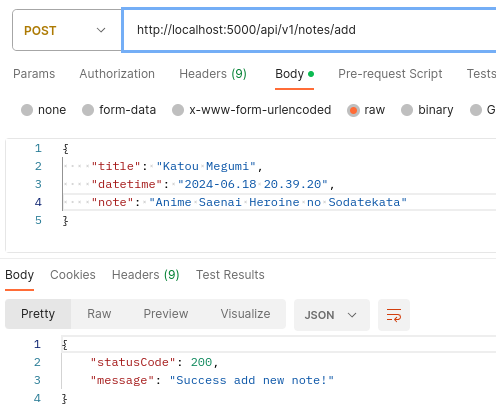 POST http://localhost:5000/api/v1/notes/add
Params Authorization Headers (9) Body Pre-request Script Tests
none form-data x-www-form-urlencoded raw binary G
1 {
2 "title": "Katou Megumi",
3 "datetime": "2024-06.18 20.39.20",
4 "note": "Anime Saenai Heroine no Sodatekata"
5 }
Body Cookies Headers (9) Test Results
Pretty Raw Preview Visualize JSON
1 {
2 "statusCode": 200,
3 "message": "Success add new note!"
4 }